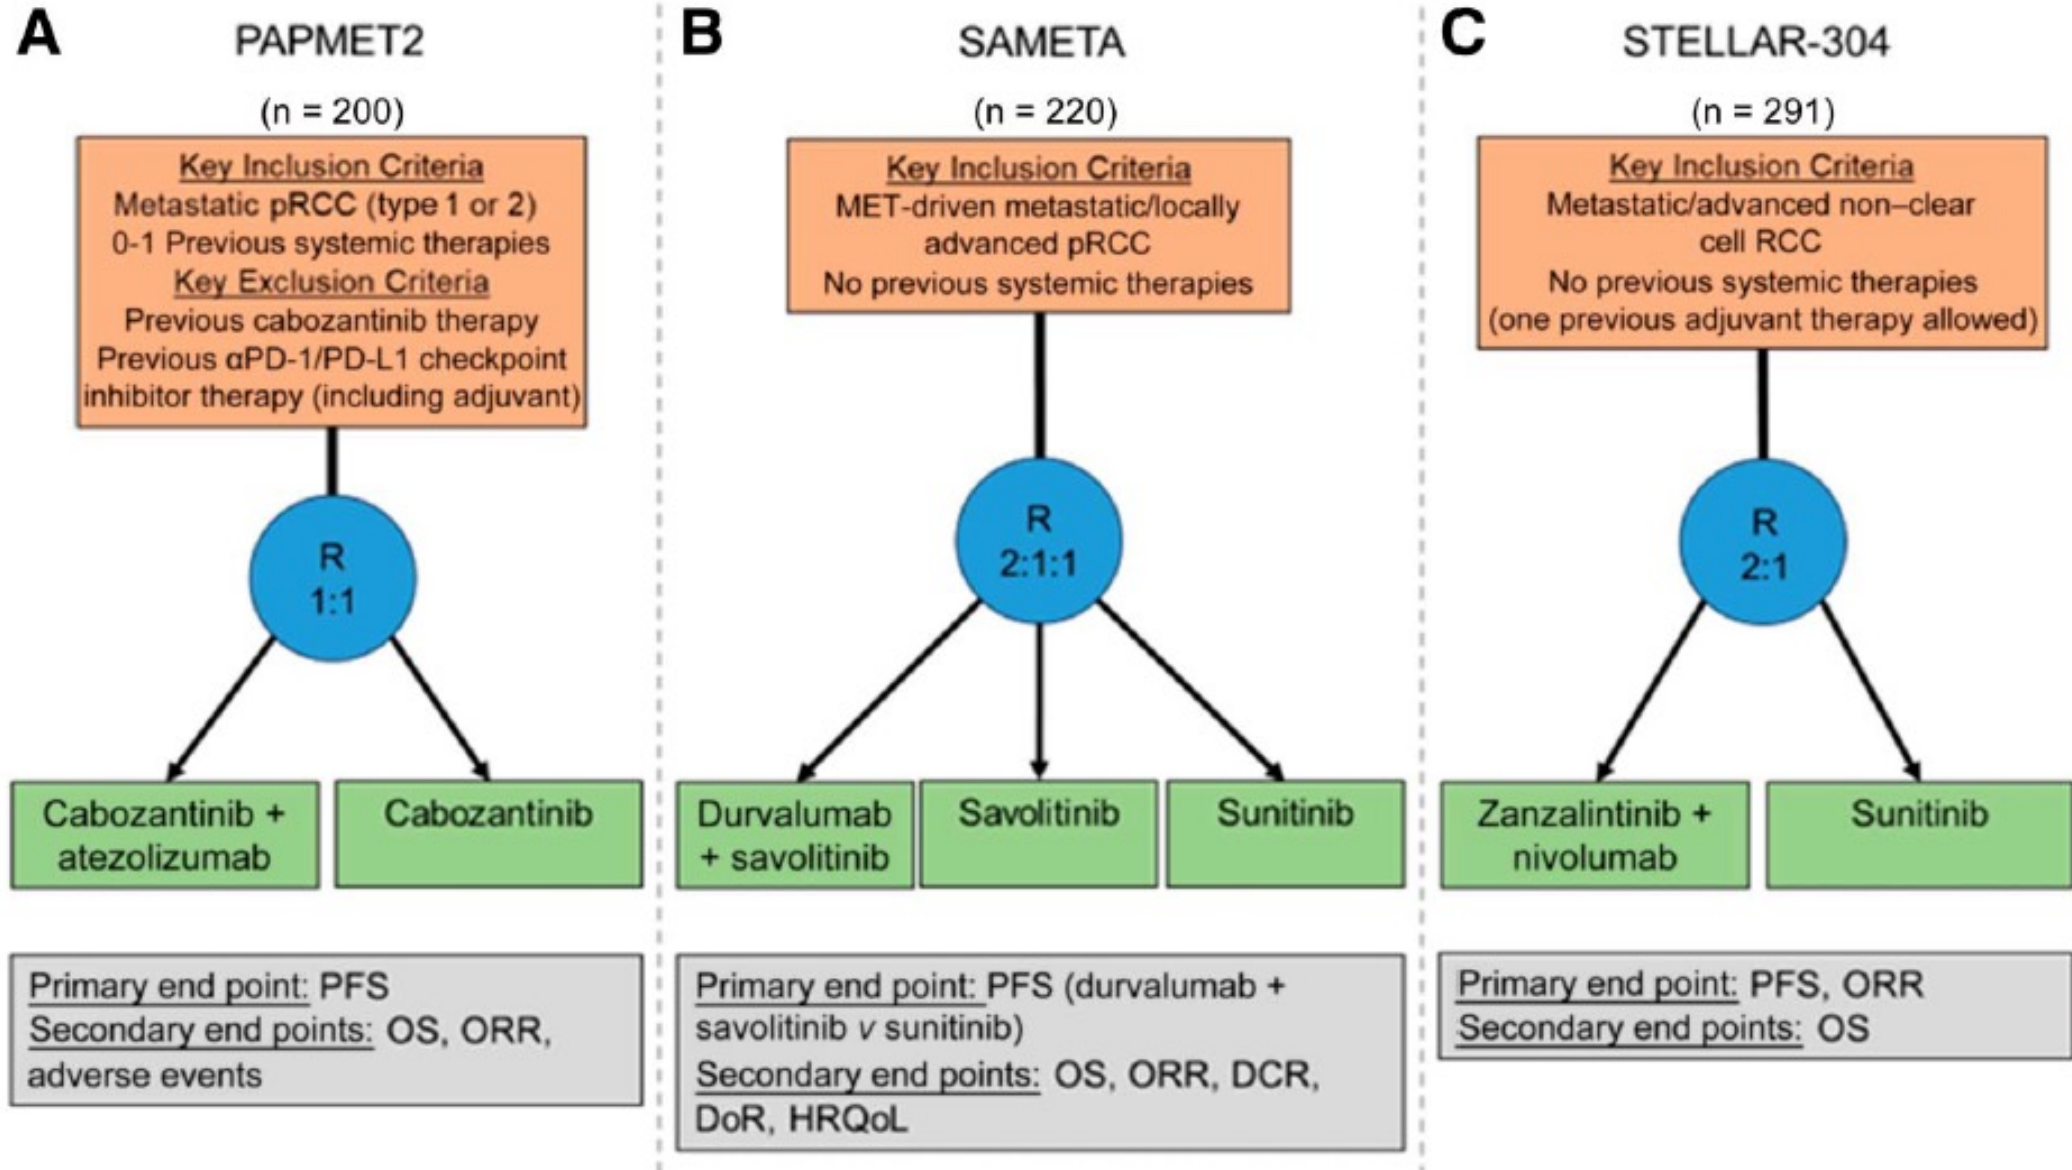 A
PAPMET2
(n = 200)
Key Inclusion Criteria
Metastatic pRCC (type 1 or 2)
0-1 Previous systemic therapies
Key Exclusion Criteria
Previous cabozantinib therapy
Previous αPD-1/PD-L1 checkpoint
inhibitor therapy (including adjuvant)
R
1:1
Cabozantinib +
atezolizumab
Cabozantinib
Primary end point: PFS
Secondary end points: OS, ORR,
adverse events
B
SAMETA
(n = 220)
Key Inclusion Criteria
MET-driven metastatic/locally
advanced pRCC
No previous systemic therapies
R
2:1:1
Durvalumab
+ savolitinib
Savolitinib
Sunitinib
Primary end point: PFS (durvalumab +
savolitinib v sunitinib)
Secondary end points: OS, ORR, DCR,
DoR, HRQoL
C
STELLAR-304
(n = 291)
Key Inclusion Criteria
Metastatic/advanced non–clear
cell RCC
No previous systemic therapies
(one previous adjuvant therapy allowed)
R
2:1
Zanzalintinib +
nivolumab
Sunitinib
Primary end point: PFS, ORR
Secondary end points: OS